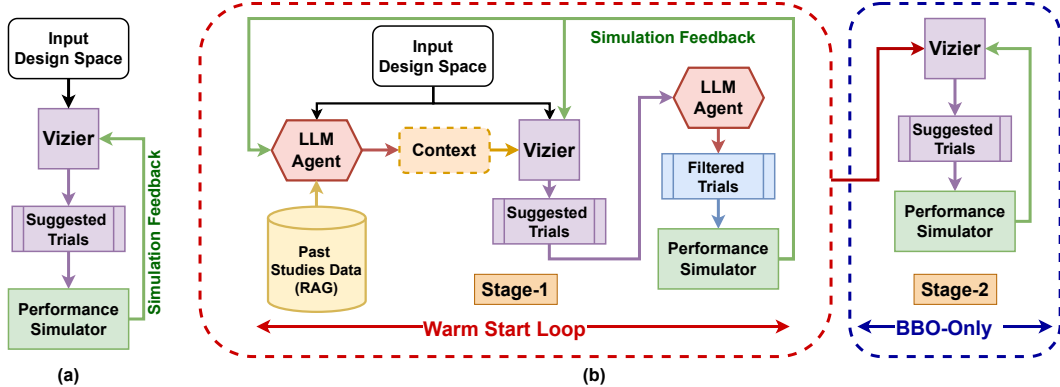 Input
Design Space
Vizier
Suggested
Trials
Performance
Simulator
Simulation Feedback
(a)
Simulation Feedback
Input
Design Space
LLM
Agent
Context
Vizier
LLM
Agent
Filtered
Trials
Suggested
Trials
Performance
Simulator
Past
Studies Data
(RAG)
Stage-1
Warm Start Loop
(b)
Vizier
Suggested
Trials
Performance
Simulator
Stage-2
BBO-Only